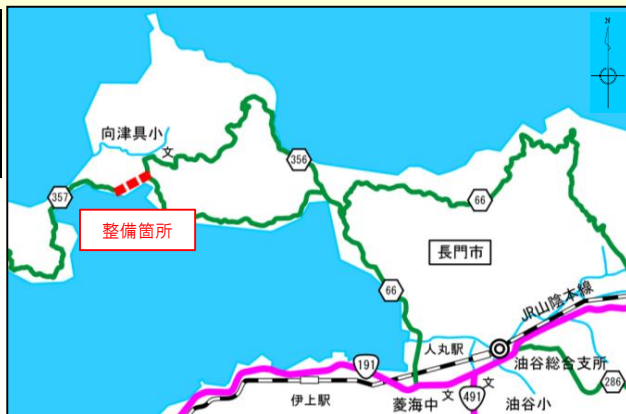 N
向津具小
文
356
357
66
整備箇所
長門市
66
JR山陰本線
人丸駅
油谷総合支所
191
286
伊上駅
菱海中
文
文
491
油谷小